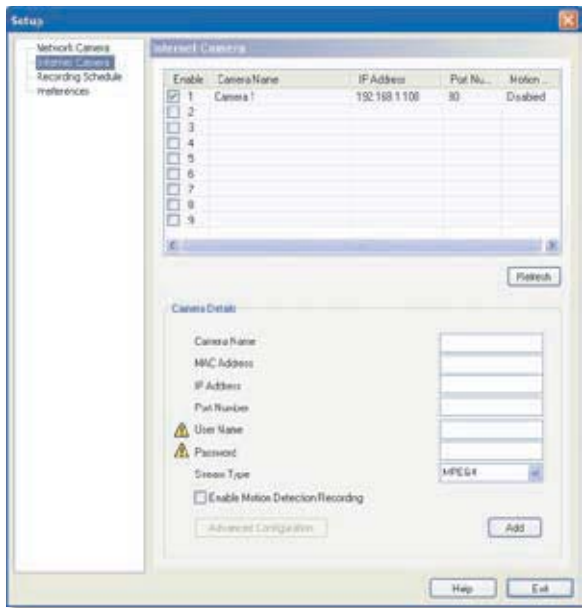 Setup
Network Camera
Internet Camera
Recording Schedule
Preferences
Internet Camera
Enable Camera Name IP Address Port Nu... Motion ...
1 Camera 1 192.168.1.100 80 Disabled
2
3
4
5
6
7
8
9
Refresh
Camera Details
Camera Name
MAC Address
IP Address
Port Number
User Name
Password
Stream Type MPEG4
Enable Motion Detection Recording
Advanced Configuration
Add
Help
Exit